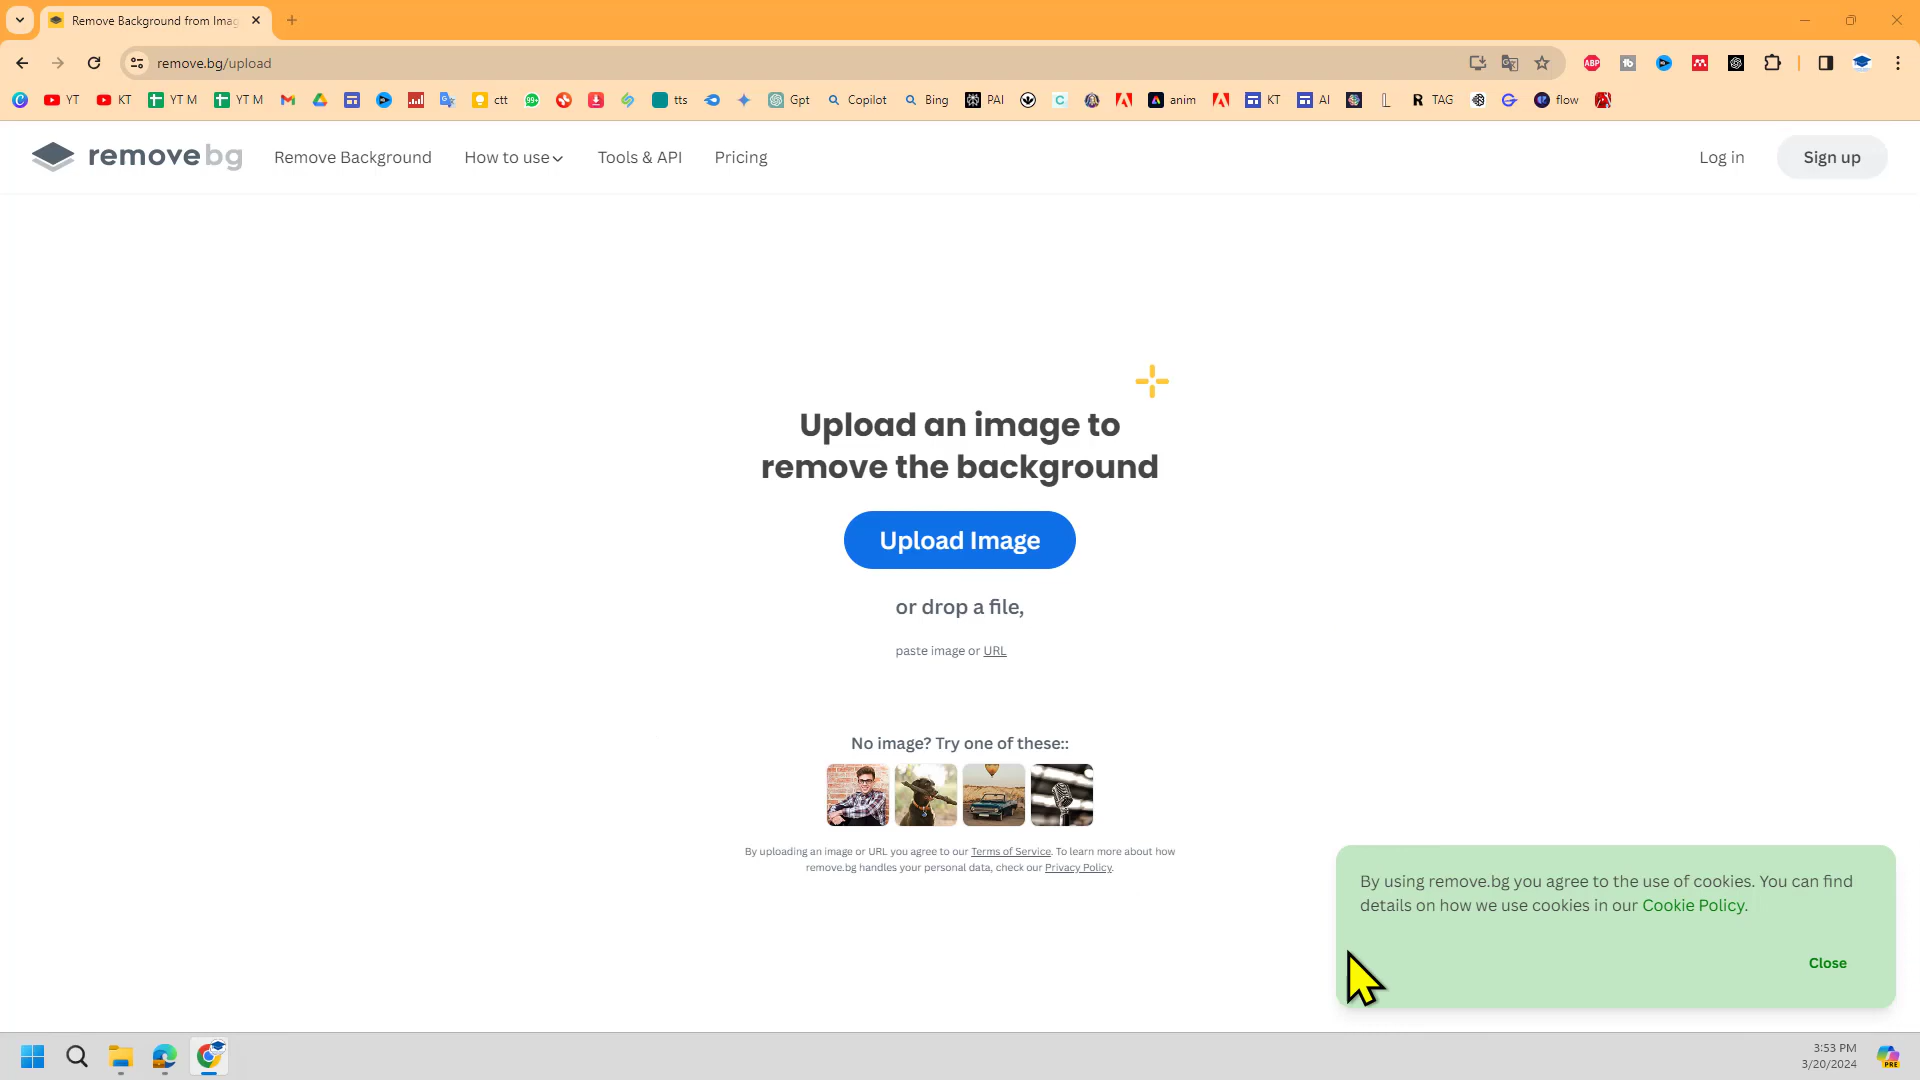 Remove Background from Imag
remove.bg/upload
YT
KT
YT M
YT M
ctt
99+
tts
Gpt
Copilot
Bing
PAI
anim
KT
AI
TAG
flow
ABP
removebg
Remove Background
How to use
Tools & API
Pricing
Log in
Sign up
Upload an image to
remove the background
Upload Image
or drop a file,
paste image or URL
No image? Try one of these::
By uploading an image or URL you agree to our Terms of Service. To learn more about how
remove.bg handles your personal data, check our Privacy Policy.
By using remove.bg you agree to the use of cookies. You can find
details on how we use cookies in our Cookie Policy.
Close
3:53 PM
3/20/2024
PRE